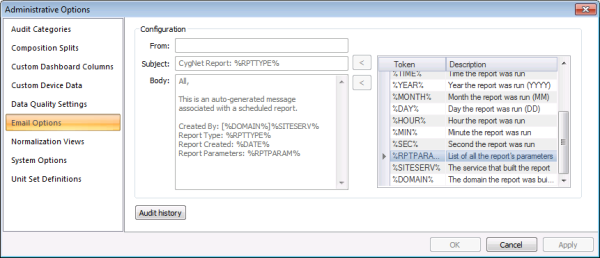 Administrative Options
Audit Categories
Composition Splits
Custom Dashboard Columns
Custom Device Data
Data Quality Settings
Email Options
Normalization Views
System Options
Unit Set Definitions
Configuration
From:
Subject: CygNet Report: %RPTTYPE% <
Body: All, <
This is an auto-generated message
associated with a scheduled report.
Created By: [%DOMAIN%]%SITESERV%
Report Type: %RPTTYPE%
Report Created: %DATE%
Report Parameters: %RPTPARAM%
Token Description
%TIME% Time the report was run
%YEAR% Year the report was run (YYYY)
%MONTH% Month the report was run (MM)
%DAY% Day the report was run (DD)
%HOUR% Hour the report was run
%MIN% Minute the report was run
%SEC% Second the report was run
%RPTPARA... List of all the report's parameters
%SITESERV% The service that built the report
%DOMAIN% The domain the report was bui...
Audit history
OK Cancel Apply